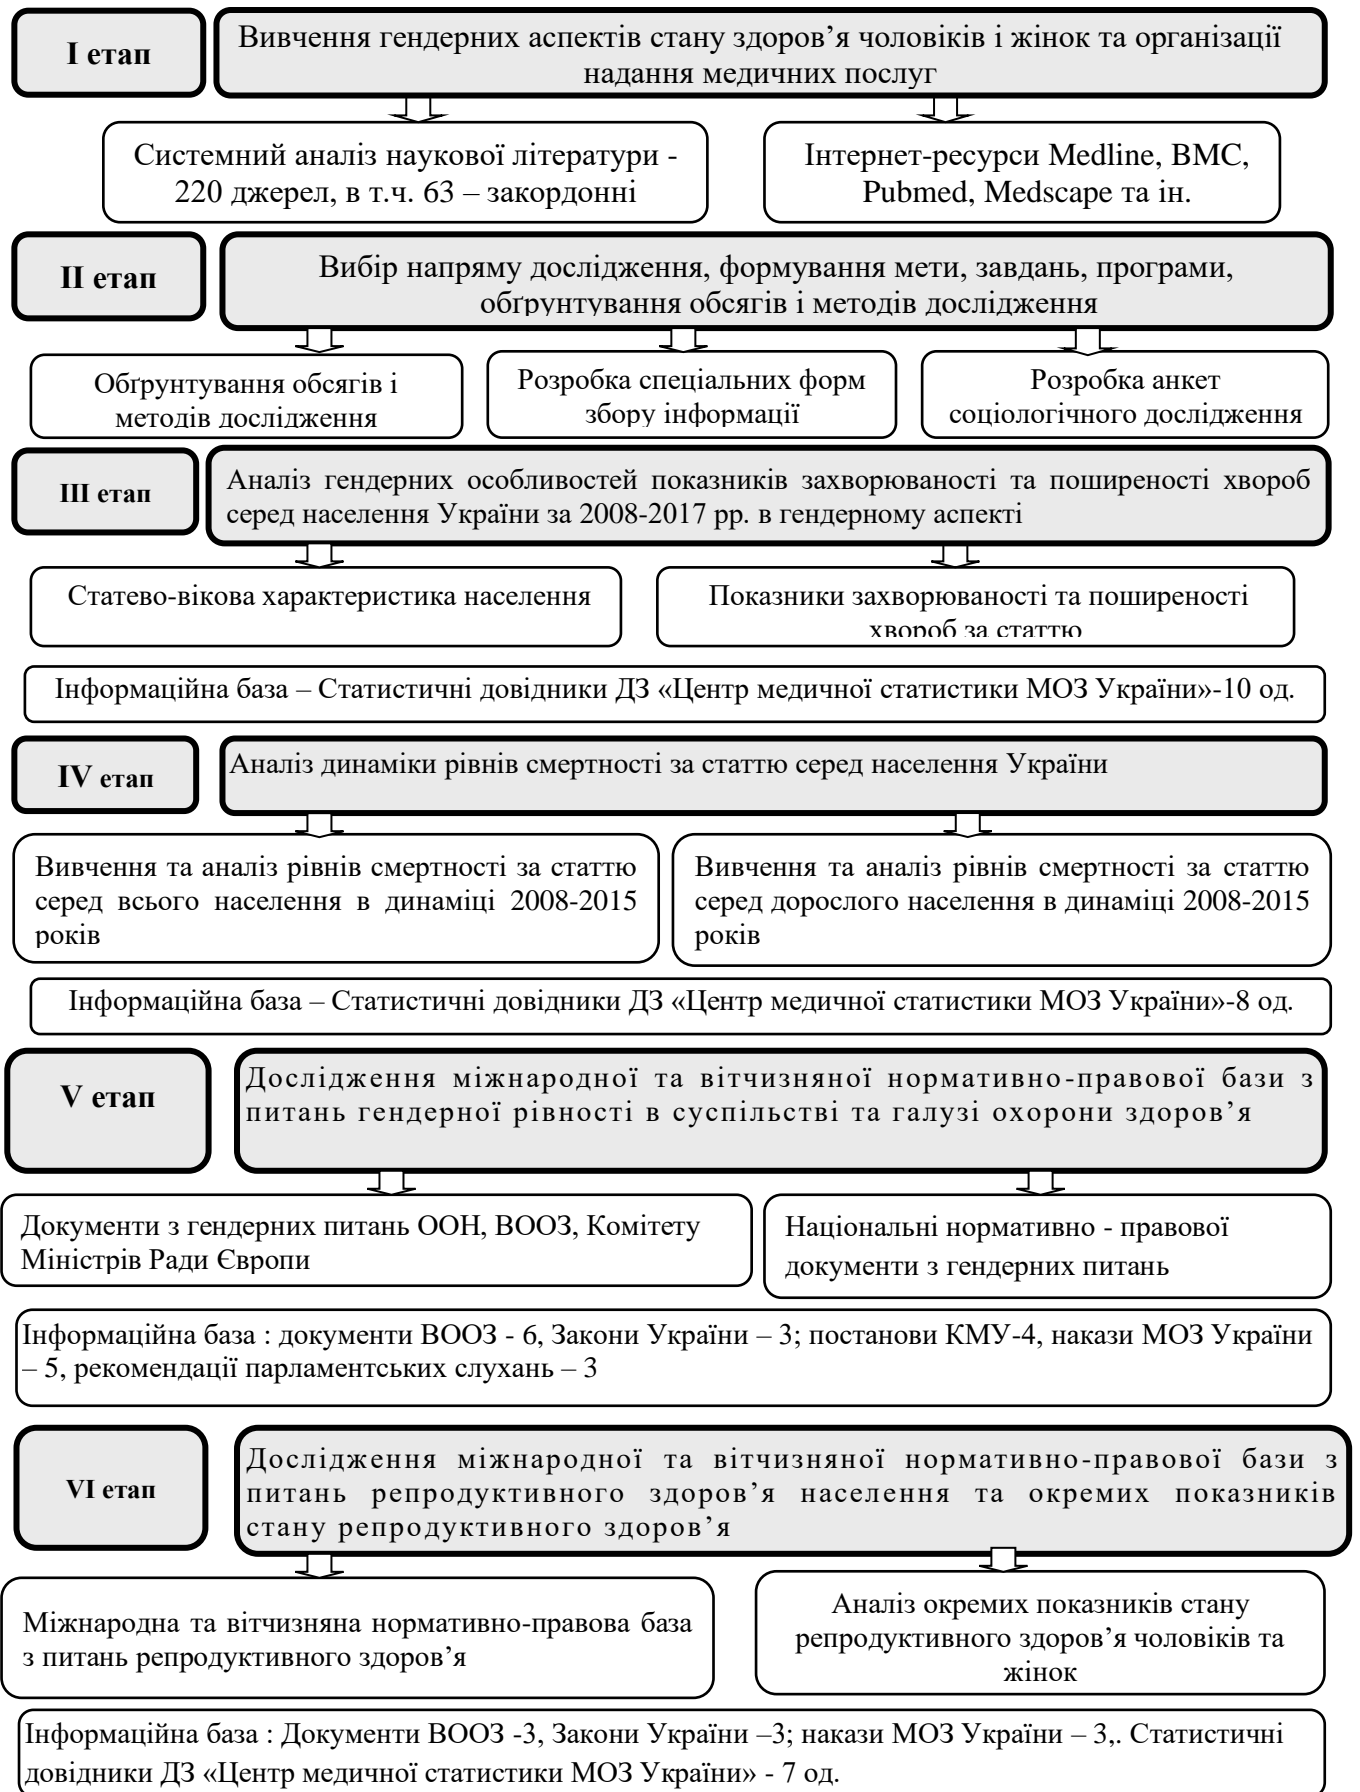 I етап
Вивчення гендерних аспектів стану здоров’я чоловіків і жінок та організації
надання медичних послуг
Системний аналіз наукової літератури -
220 джерел, в т.ч. 63 – закордонні
Інтернет-ресурси Medline, BMC,
Pubmed, Medscape та ін.
II етап
Вибір напряму дослідження, формування мети, завдань, програми,
обґрунтування обсягів і методів дослідження
Обґрунтування обсягів і
методів дослідження
Розробка спеціальних форм
збору інформації
Розробка анкет
соціологічного дослідження
III етап
Аналіз гендерних особливостей показників захворюваності та поширеності хвороб
серед населення України за 2008-2017 рр. в гендерному аспекті
Статево-вікова характеристика населення
Показники захворюваності та поширеності
хвороб за статтю
Інформаційна база – Статистичні довідники ДЗ «Центр медичної статистики МОЗ України»-10 од.
IV етап
Аналіз динаміки рівнів смертності за статтю серед населення України
Вивчення та аналіз рівнів смертності за статтю
серед всього населення в динаміці 2008-2015
років
Вивчення та аналіз рівнів смертності за статтю
серед дорослого населення в динаміці 2008-2015
років
Інформаційна база – Статистичні довідники ДЗ «Центр медичної статистики МОЗ України»-8 од.
V етап
Дослідження міжнародної та вітчизняної нормативно-правової бази з
питань гендерної рівності в суспільстві та галузі охорони здоров’я
Документи з гендерних питань ООН, ВООЗ, Комітету
Міністрів Ради Європи
Національні нормативно - правової
документи з гендерних питань
Інформаційна база : документи ВООЗ - 6, Закони України – 3; постанови КМУ-4, накази МОЗ України
– 5, рекомендації парламентських слухань – 3
VI етап
Дослідження міжнародної та вітчизняної нормативно-правової бази з
питань репродуктивного здоров’я населення та окремих показників
стану репродуктивного здоров’я
Міжнародна та вітчизняна нормативно-правова база
з питань репродуктивного здоров’я
Аналіз окремих показників стану
репродуктивного здоров’я чоловіків та
жінок
Інформаційна база : Документи ВООЗ -3, Закони України –3; накази МОЗ України – 3,. Статистичні
довідники ДЗ «Центр медичної статистики МОЗ України» - 7 од.